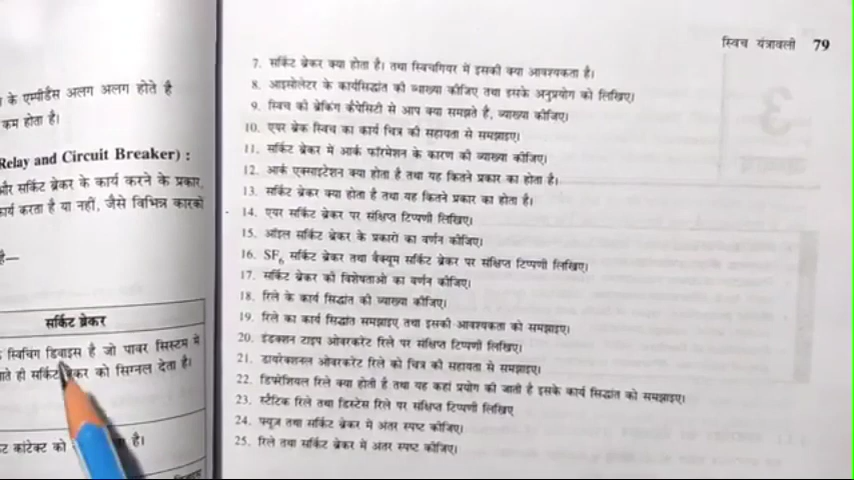 के एम्पीडैंस अलग अलग होते है
कम होता है।
Relay and Circuit Breaker) :
और सर्किट ब्रेकर के कार्य करने के प्रकार,
कार्य करता है या नहीं, जैसे विभिन्न कारकों
है—
सर्किट ब्रेकर
स्विचिंग डिवाइस है जो पावर सिस्टम में
आते ही सर्किट ब्रेकर को सिग्नल देता है।
कांटेक्ट को है।
स्विच यंत्रावली 79
7. सर्किट ब्रेकर क्या होता है। तथा स्विचगियर में इसकी क्या आवश्यकता है।
8. आइसोलेटर के कार्यसिद्धांत की व्याख्या कीजिए तथा इसके अनुप्रयोग को लिखिए।
9. स्विच की ब्रेकिंग कैपेसिटी से आप क्या समझते है, व्याख्या कीजिए।
10. एयर ब्रेक स्विच का कार्य चित्र की सहायता से समझाइए।
11. सर्किट ब्रेकर में आर्क फॉरमेशन के कारण की व्याख्या कीजिए।
12. आर्क एक्साइटेशन क्या होता है तथा यह कितने प्रकार का होता है।
13. सर्किट ब्रेकर क्या होता है तथा यह कितने प्रकार का होता है।
14. एयर सर्किट ब्रेकर पर संक्षिप्त टिप्पणी लिखिए।
15. ऑइल सर्किट ब्रेकर के प्रकारों का वर्णन कीजिए।
16. SF₆ सर्किट ब्रेकर तथा वैक्यूम सर्किट ब्रेकर पर संक्षिप्त टिप्पणी लिखिए।
17. सर्किट ब्रेकर की विशेषताओं का वर्णन कीजिए।
18. रिले के कार्य सिद्धांत की व्याख्या कीजिए।
19. रिले का कार्य सिद्धांत समझाइए तथा इसकी आवश्यकता को समझाइए।
20. इंडक्शन टाइप ओवरकरेंट रिले पर संक्षिप्त टिप्पणी लिखिए।
21. डायरेक्शनल ओवरकरेंट रिले को चित्र की सहायता से समझाइए।
22. डिफरेंशियल रिले क्या होती है तथा यह कहां प्रयोग की जाती है इसके कार्य सिद्धांत को समझाइए।
23. स्टैटिक रिले तथा डिस्टेंस रिले पर संक्षिप्त टिप्पणी लिखिए
24. फ्यूज तथा सर्किट ब्रेकर में अंतर स्पष्ट कीजिए।
25. रिले तथा सर्किट ब्रेकर में अंतर स्पष्ट कीजिए।